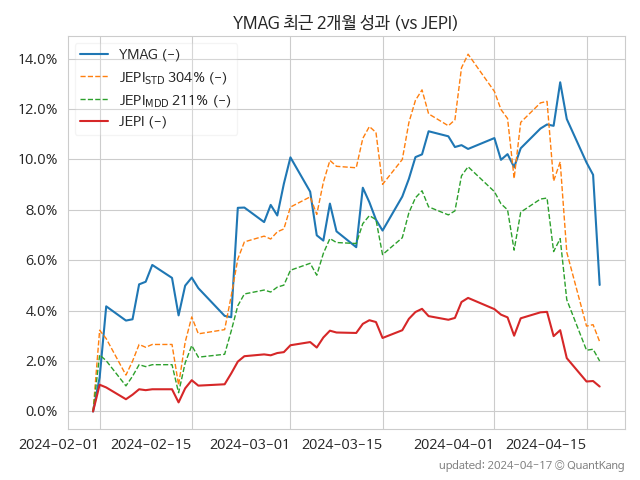 YMAG 최근 2개월 성과 (vs JEPI)
YMAG (-)
JEPI_STD 304% (-)
JEPI_MDD 211% (-)
JEPI (-)
14.0%
12.0%
10.0%
8.0%
6.0%
4.0%
2.0%
0.0%
2024-02-01 2024-02-15 2024-03-01 2024-03-15 2024-04-01 2024-04-15
updated: 2024-04-17 © QuantKang